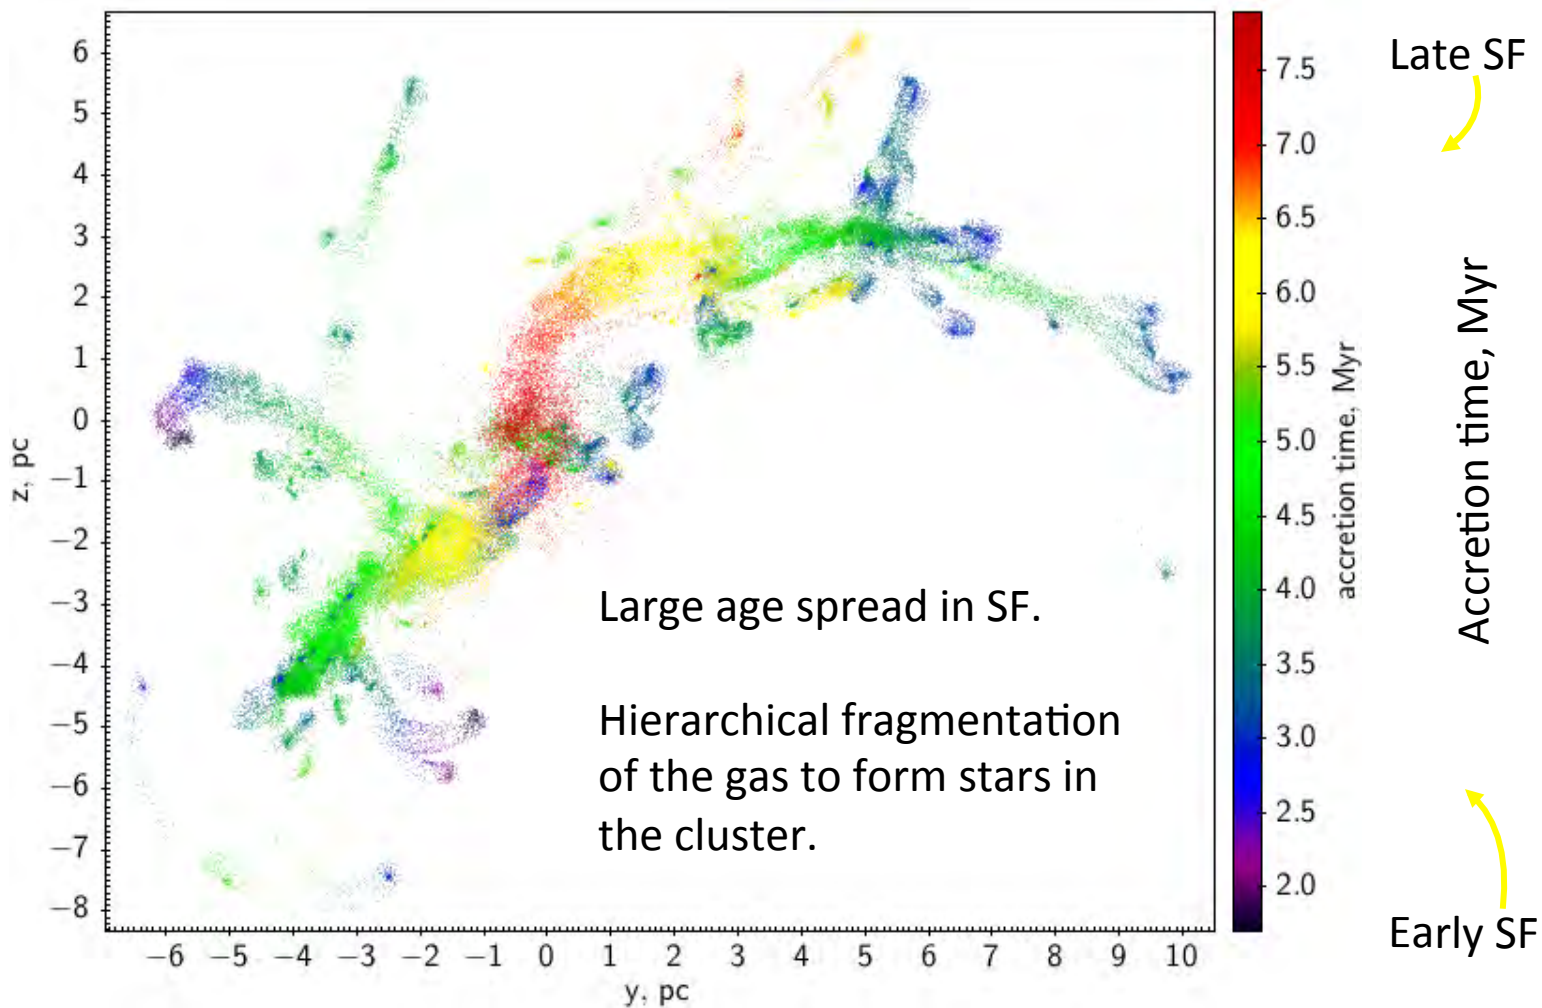 6
5
4
3
2
1
0
−1
−2
−3
−4
−5
−6
−7
−8
z, pc
−6 −5 −4 −3 −2 −1 0 1 2 3 4 5 6 7 8 9 10
y, pc
Large age spread in SF.
Hierarchical fragmentation
of the gas to form stars in
the cluster.
7.5
7.0
6.5
6.0
5.5
5.0
4.5
4.0
3.5
3.0
2.5
2.0
accretion time, Myr
Late SF
Accretion time, Myr
Early SF